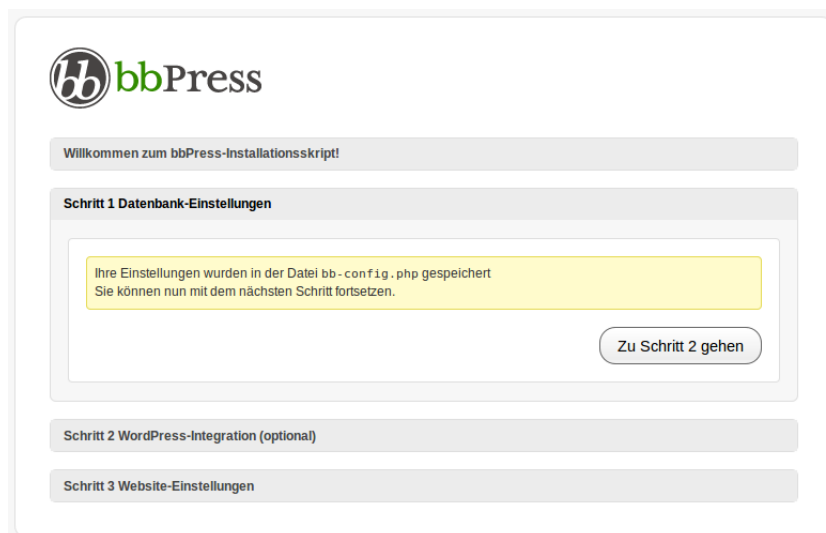 bb bbPress
Willkommen zum bbPress-Installationsskript!
Schritt 1 Datenbank-Einstellungen
Ihre Einstellungen wurden in der Datei bb-config.php gespeichert
Sie können nun mit dem nächsten Schritt fortsetzen.
Zu Schritt 2 gehen
Schritt 2 WordPress-Integration (optional)
Schritt 3 Website-Einstellungen